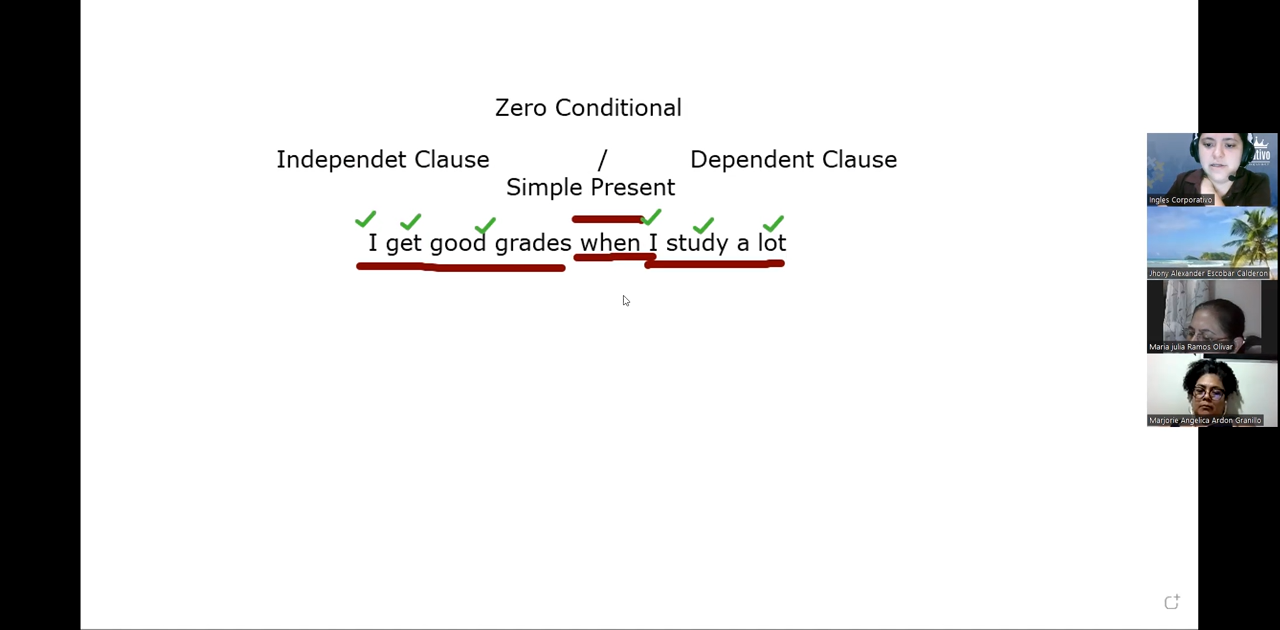 Zero Conditional
Independet Clause / Dependent Clause
Simple Present
I get good grades when I study a lot
Ingles Corporativo
Jhony Alexander Escobar Calderon
Maria julia Ramos Olivar
Marjorie Angelica Ardon Granillo